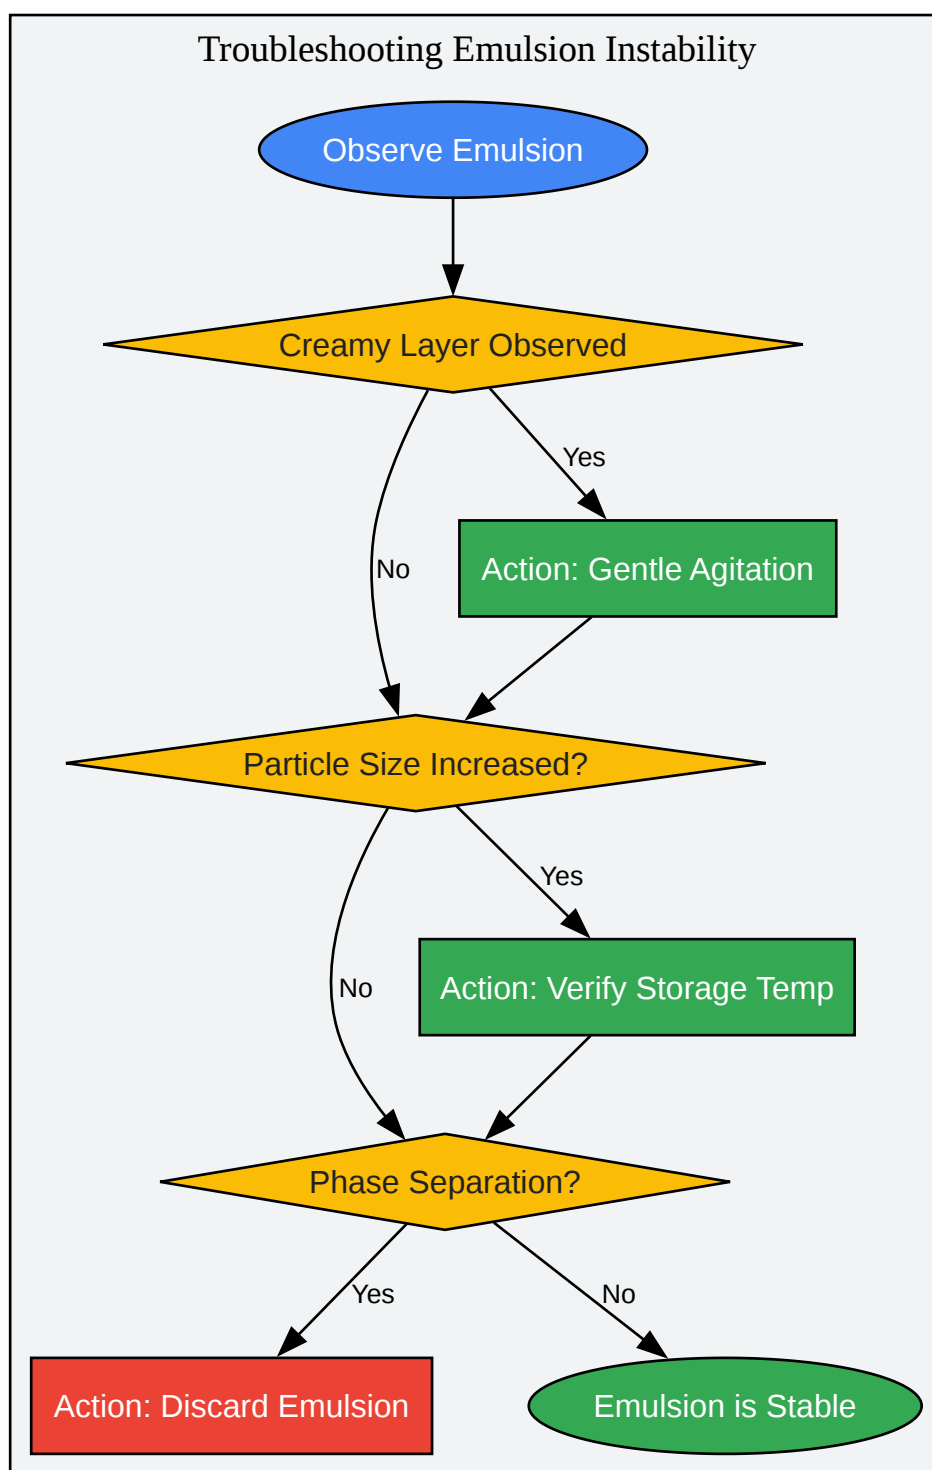 Troubleshooting Emulsion Instability
Observe Emulsion
Creamy Layer Observed
Yes
No
Action: Gentle Agitation
Particle Size Increased?
Yes
No
Action: Verify Storage Temp
Phase Separation?
Yes
No
Action: Discard Emulsion
Emulsion is Stable